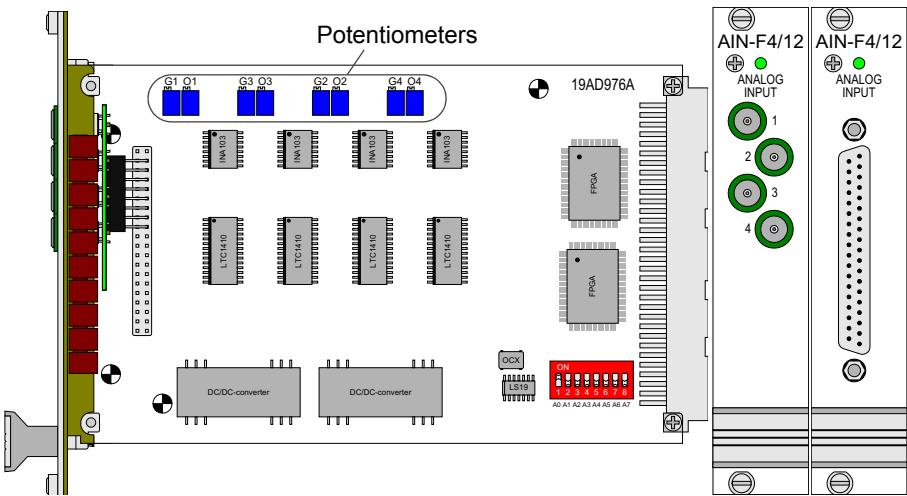 Potentiometers
G1 O1 G3 O3 G2 O2 G4 O4
19AD976A
INA103 INA103 INA103 INA103
FPGA
LTC1410 LTC1410 LTC1410 LTC1410
FPGA
OCX
LS19
ON
1 2 3 4 5 6 7 8
A0 A1 A2 A3 A4 A5 A6 A7
DC/DC-converter DC/DC-converter
AIN-F4/12
ANALOG
INPUT
1
2
3
4
AIN-F4/12
ANALOG
INPUT